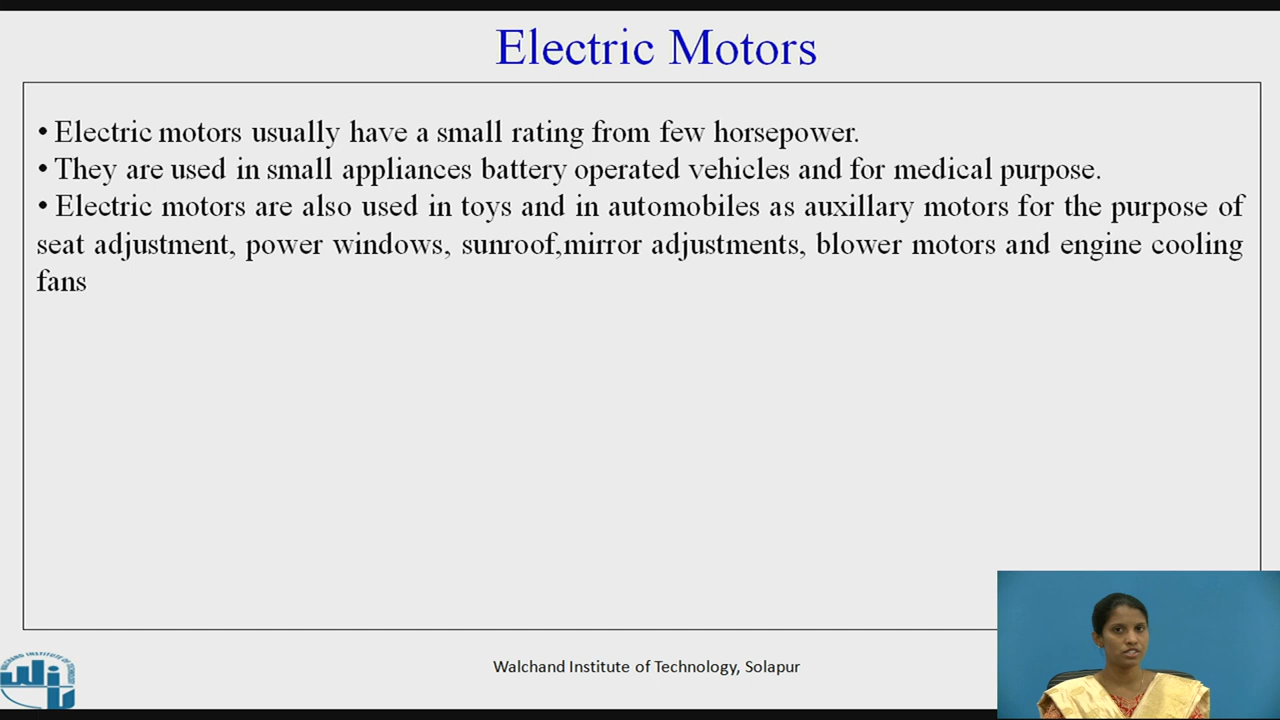 Electric Motors
• Electric motors usually have a small rating from few horsepower.
• They are used in small appliances battery operated vehicles and for medical purpose.
• Electric motors are also used in toys and in automobiles as auxillary motors for the purpose of
seat adjustment, power windows, sunroof,mirror adjustments, blower motors and engine cooling
fans
Walchand Institute of Technology, Solapur